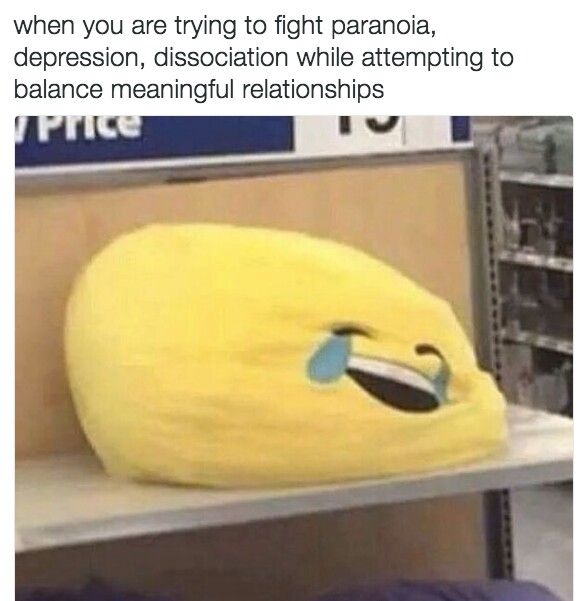 when you are trying to fight paranoia,
depression, dissociation while attempting to
balance meaningful relationships
Price